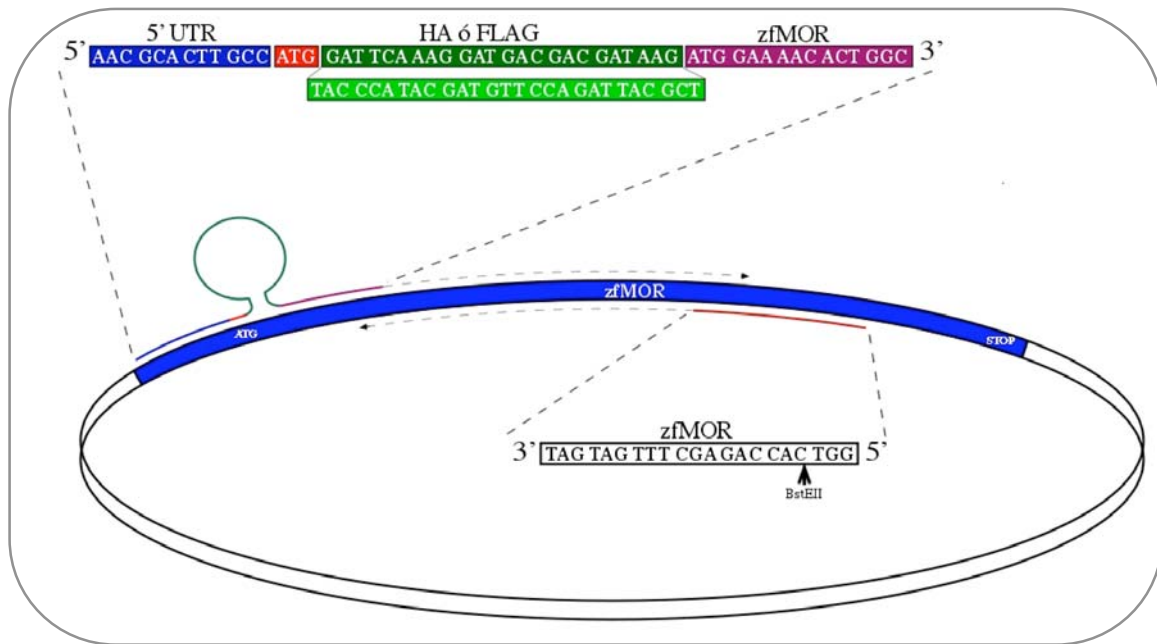 5' UTR HA ó FLAG zfMOR
5' AAC GCA CTT GCC ATG GAT TCA AAG GAT GAC GAC GAT AAG ATG GAA AAC ACT GGC 3'
TAC CCA TAC GAT GTT CCA GAT TAC GCT
zfMOR
ATG
STOP
zfMOR
3' TAG TAG TTT CGA GAC CAC TGG 5'
BstEII